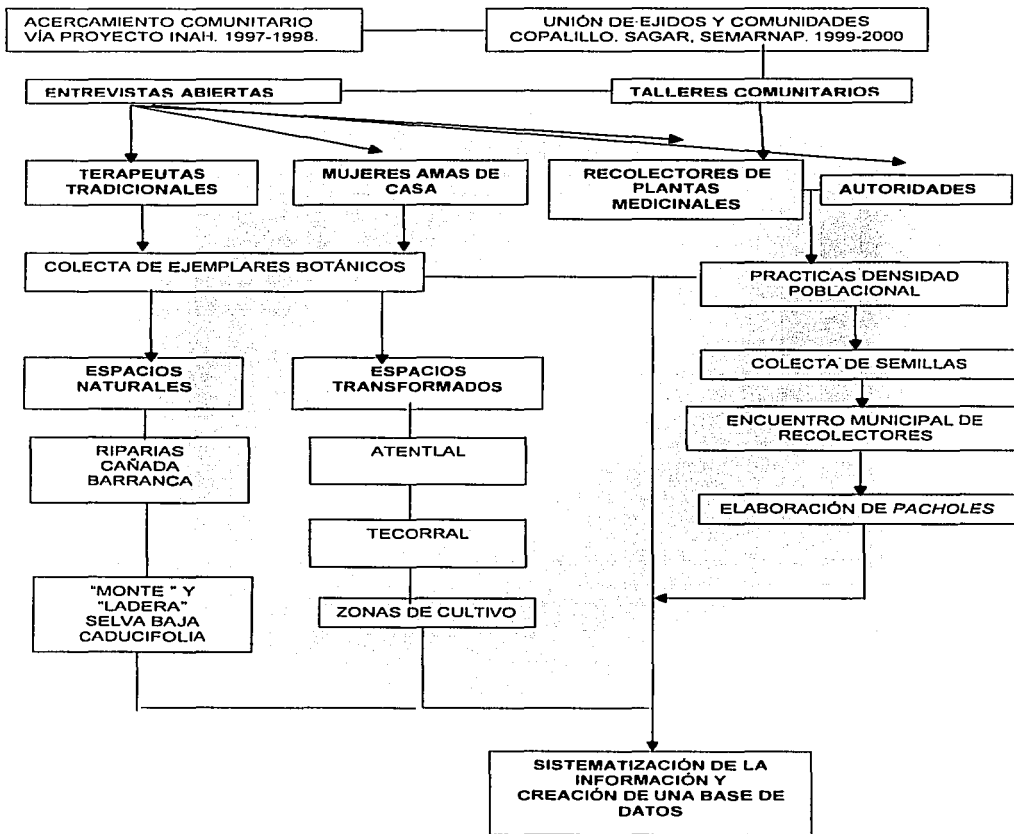 ACERCAMIENTO COMUNITARIO
VÍA PROYECTO INAH. 1997-1998.
UNIÓN DE EJIDOS Y COMUNIDADES
COPALILLO. SAGAR, SEMARNAP. 1999-2000
ENTREVISTAS ABIERTAS
TALLERES COMUNITARIOS
TERAPEUTAS
TRADICIONALES
MUJERES AMAS DE
CASA
RECOLECTORES DE
PLANTAS
MEDICINALES
AUTORIDADES
COLECTA DE EJEMPLARES BOTÁNICOS
PRACTICAS DENSIDAD
POBLACIONAL
ESPACIOS
NATURALES
ESPACIOS
TRANSFORMADOS
COLECTA DE SEMILLAS
RIPARIAS
CAÑADA
BARRANCA
ATENTLAL
ENCUENTRO MUNICIPAL DE
RECOLECTORES
ELABORACIÓN DE PACHOLES
TECORRAL
"MONTE " Y
"LADERA"
SELVA BAJA
CADUCIFOLIA
ZONAS DE CULTIVO
SISTEMATIZACIÓN DE LA
INFORMACIÓN Y
CREACIÓN DE UNA BASE DE
DATOS